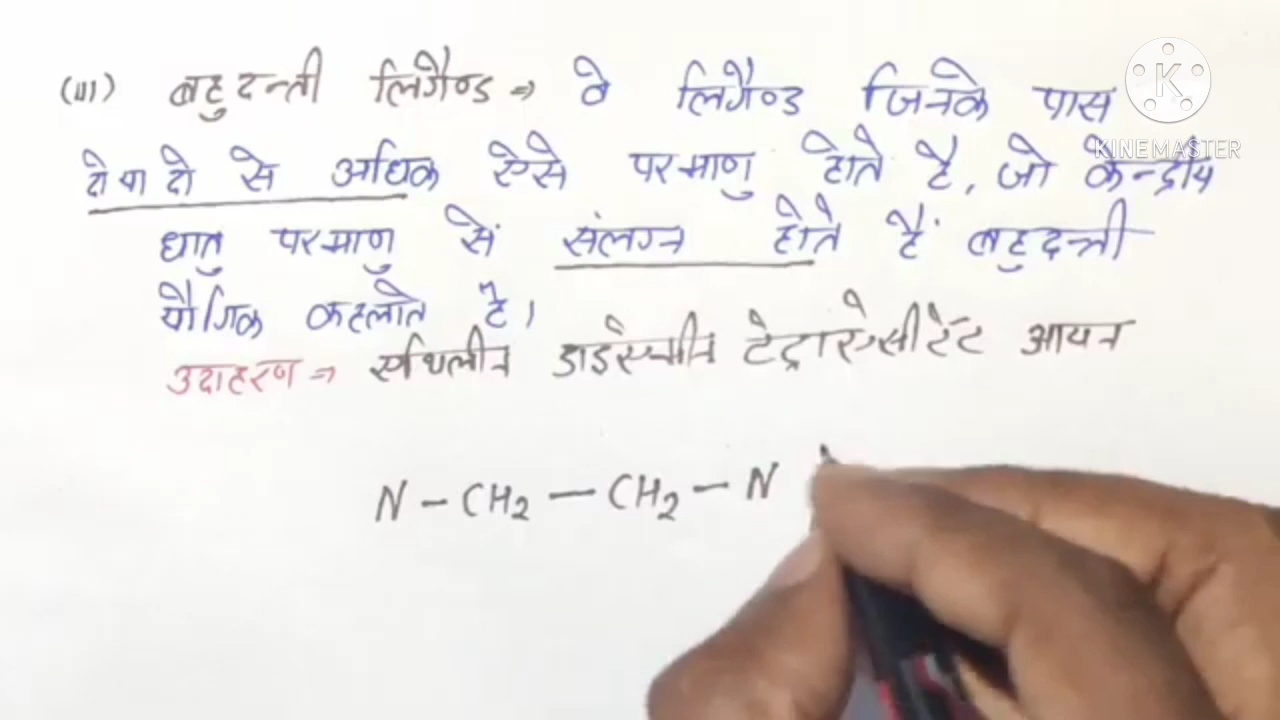 (iii) बहुदन्ती लिगैण्ड ⇒ वे लिगैण्ड जिनके पास
दो या दो से अधिक ऐसे परमाणु होते है, जो केन्द्रीय
धातु परमाणु से संलग्न होते हैं बहुदन्ती
यौगिक कहलाते है।
उदाहरण ⇒ एथिलीन डाइएमीन टेट्राऐसीटेट आयन
N – CH₂ – CH₂ – N
K
KINEMASTER